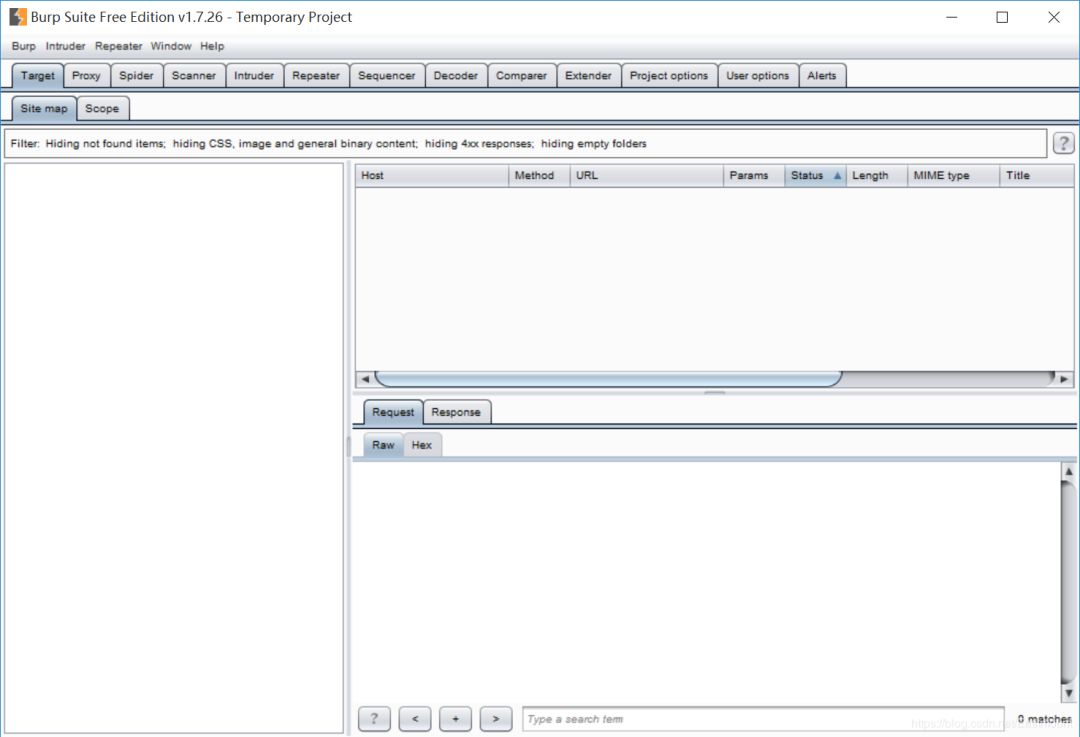 Burp Suite Free Edition v1.7.26 - Temporary Project
Burp Intruder Repeater Window Help
Target Proxy Spider Scanner Intruder Repeater Sequencer Decoder Comparer Extender Project options User options Alerts
Site map Scope
Filter: Hiding not found items; hiding CSS, image and general binary content; hiding 4xx responses; hiding empty folders ?
Host Method URL Params Status Length MIME type Title
Request Response
Raw Hex
? < + > Type a search term 0 matches
https://blog.csdn.net